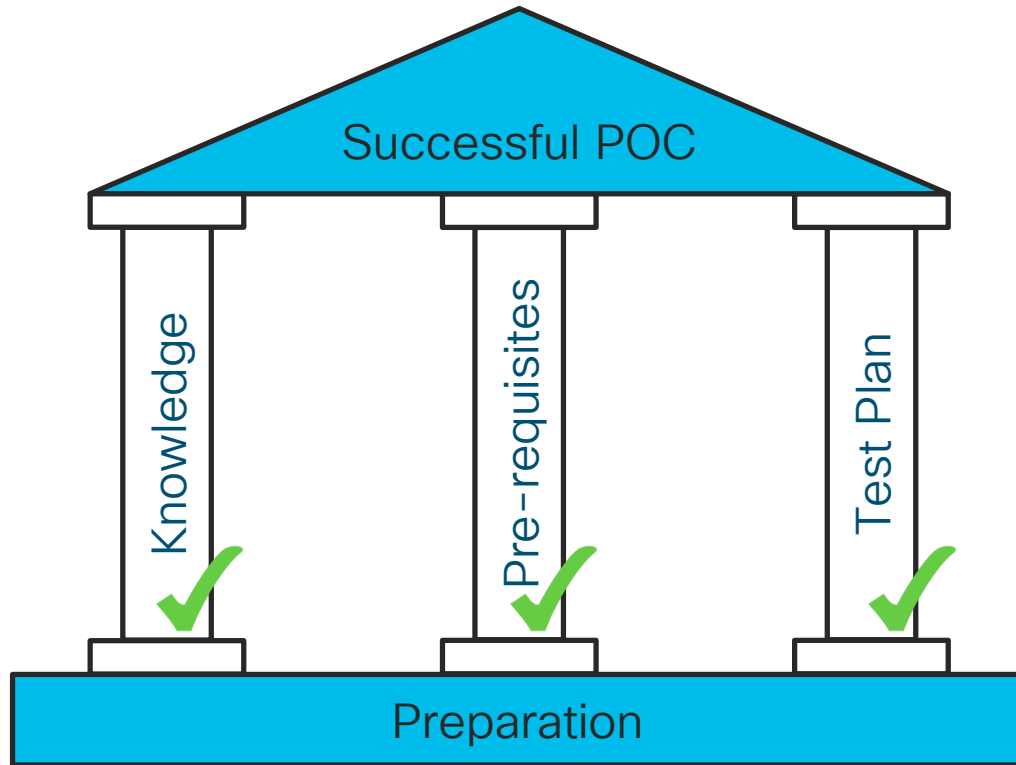 Successful POC
Knowledge
Pre-requisites
Test Plan
Preparation